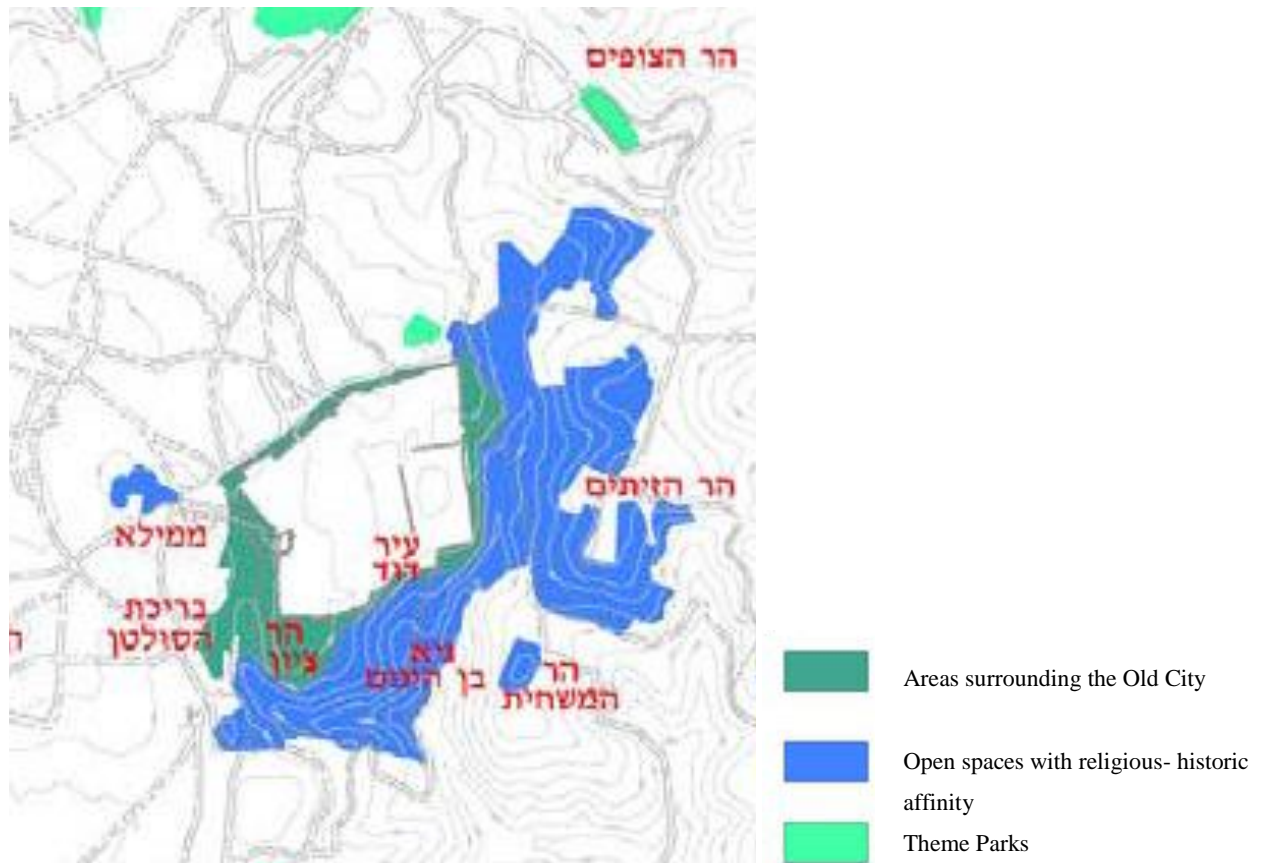 הר הצופים
הר הזיתים
ממילא
עיר
דוד
בריכת
הסולטן
הר
ציון
גיא
בן הינום
הר
המשחית
Areas surrounding the Old City
Open spaces with religious- historic
affinity
Theme Parks